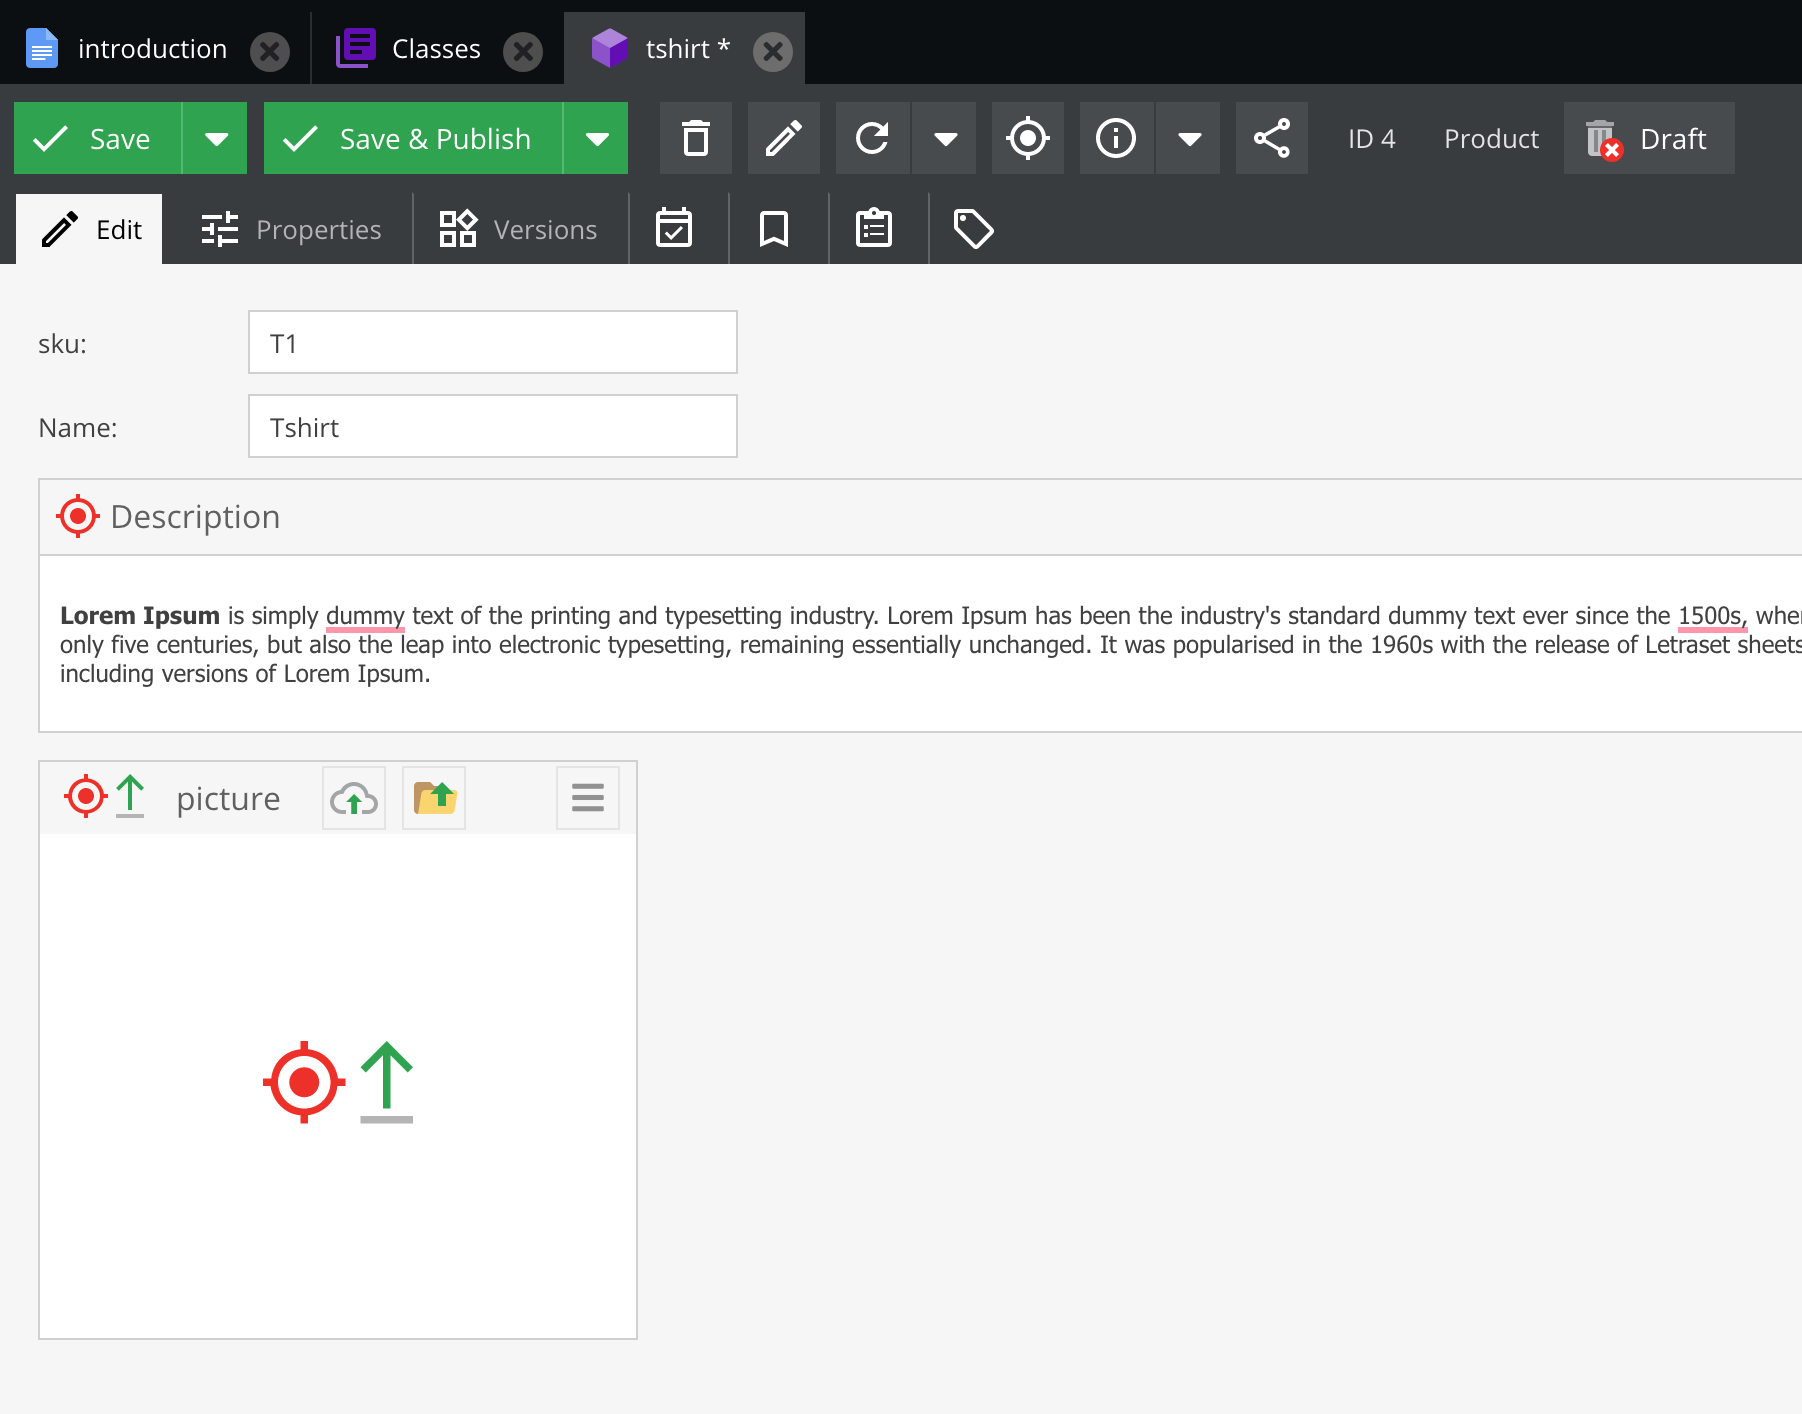 introduction Classes tshirt *
Save Save & Publish ID 4 Product Draft
Edit Properties Versions
sku: T1
Name: Tshirt
Description
Lorem Ipsum is simply dummy text of the printing and typesetting industry. Lorem Ipsum has been the industry's standard dummy text ever since the 1500s,
only five centuries, but also the leap into electronic typesetting, remaining essentially unchanged. It was popularised in the 1960s with the release of Letraset sheets
including versions of Lorem Ipsum.
picture